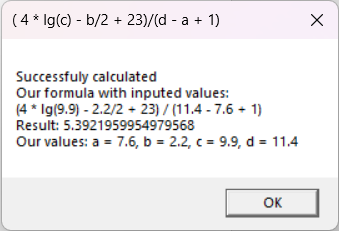 ( 4 * lg(c) - b/2 + 23)/(d - a + 1)
Successfuly calculated
Our formula with inputed values:
(4 * lg(9.9) - 2.2/2 + 23) / (11.4 - 7.6 + 1)
Result: 5.3921959954979568
Our values: a = 7.6, b = 2.2, c = 9.9, d = 11.4
OK